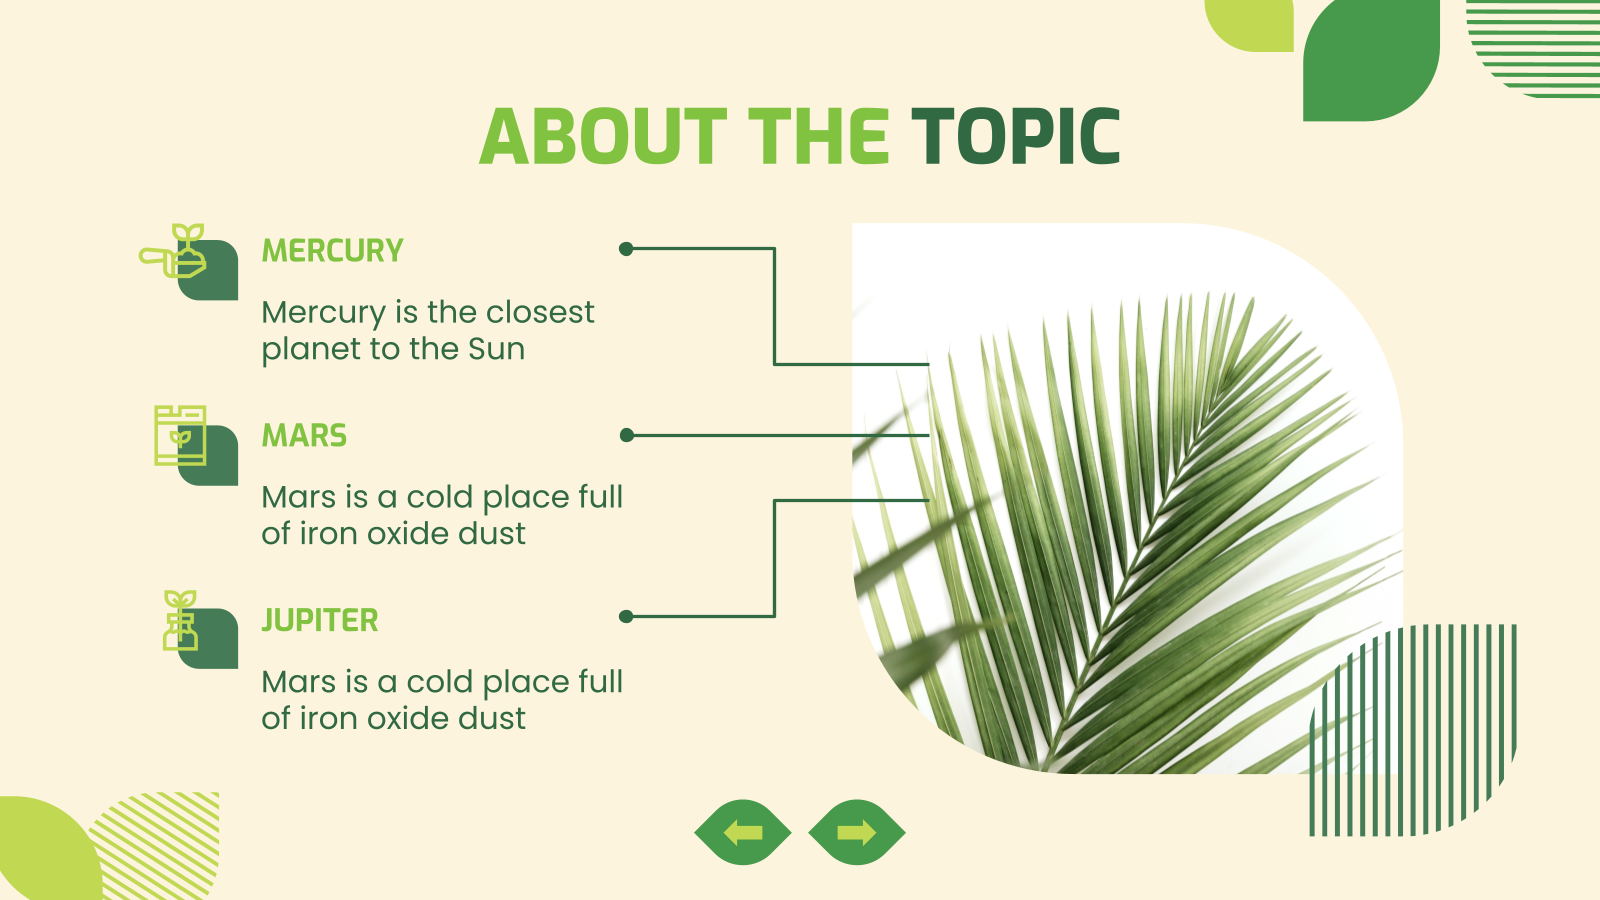 ABOUT THE TOPIC
MERCURY
Mercury is the closest
planet to the Sun
MARS
Mars is a cold place full
of iron oxide dust
JUPITER
Mars is a cold place full
of iron oxide dust